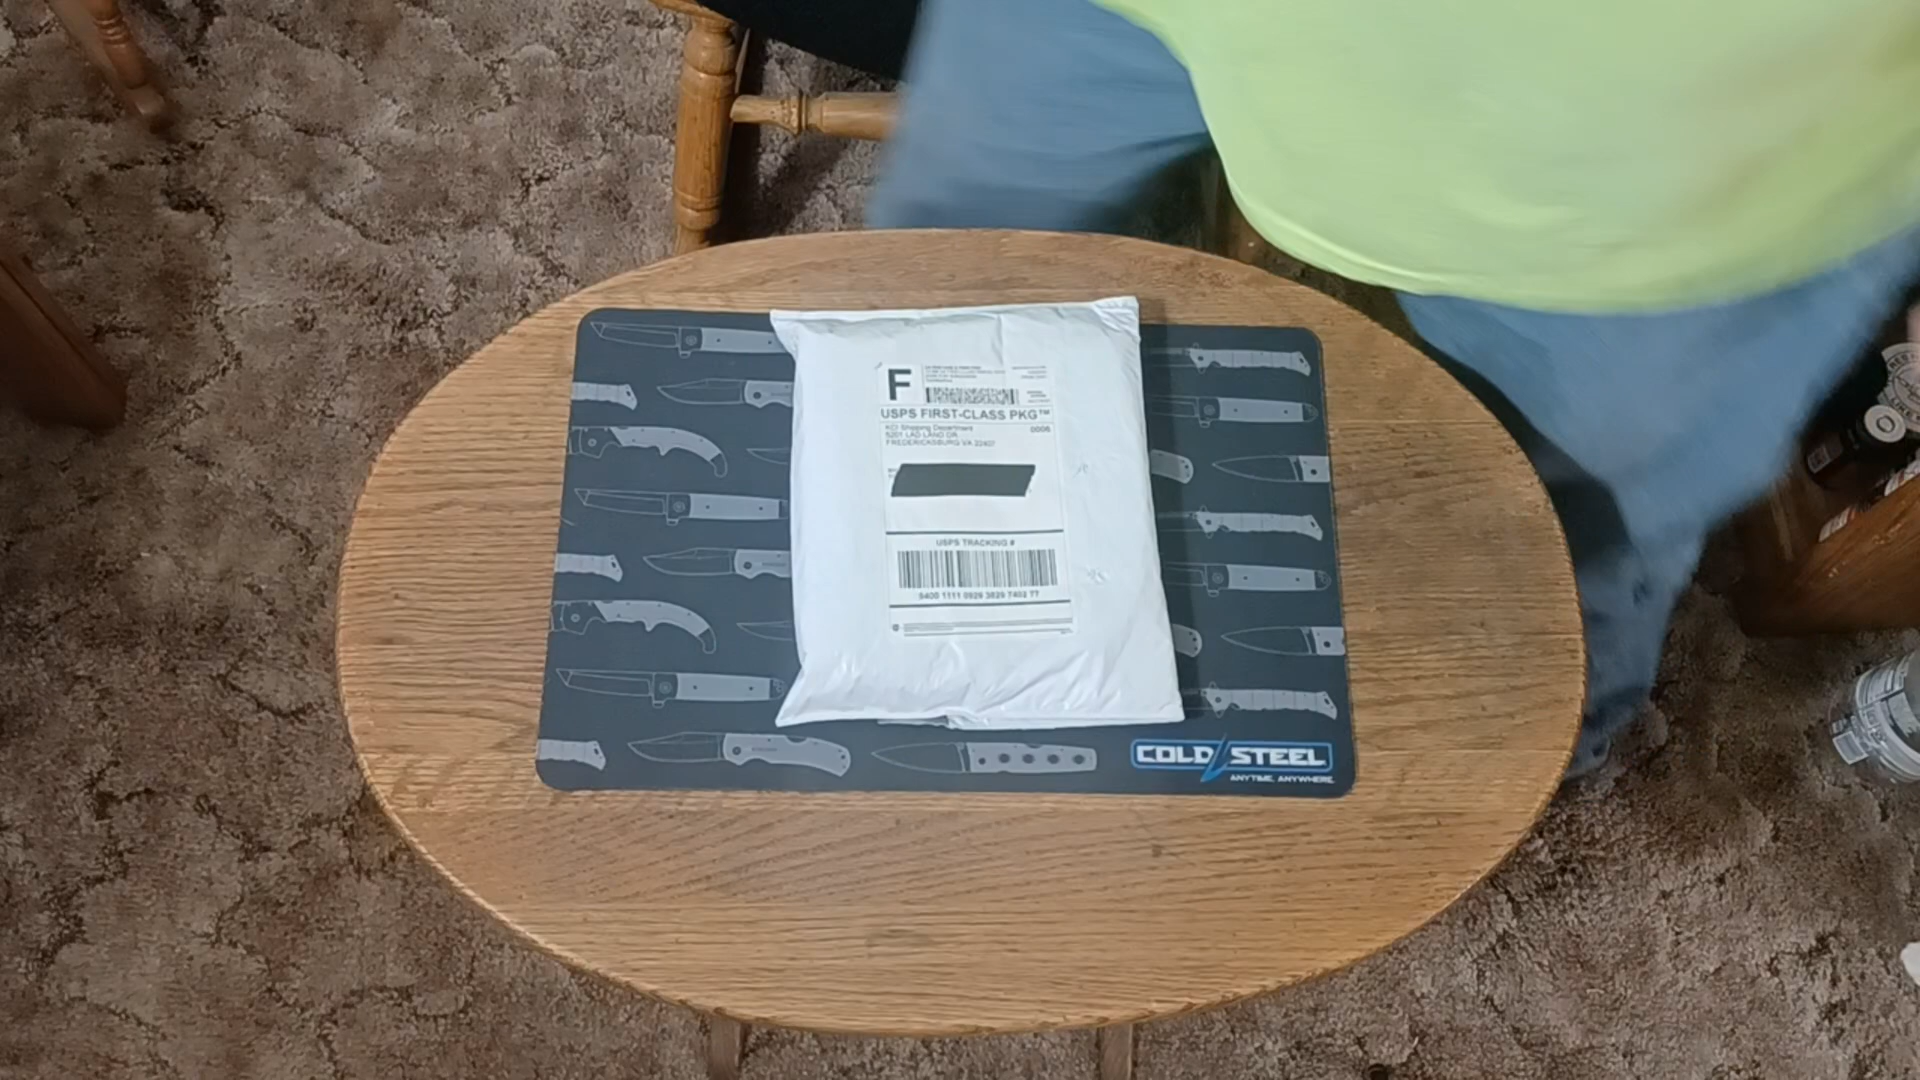 F
USPS FIRST-CLASS PKG™
KCI Shipping Department
0006
5201 LAD LAND DR
FREDERICKSBURG VA 22407
USPS TRACKING #
9400 1111 0929 3829 7402 77
COLD STEEL
ANYTIME. ANYWHERE.